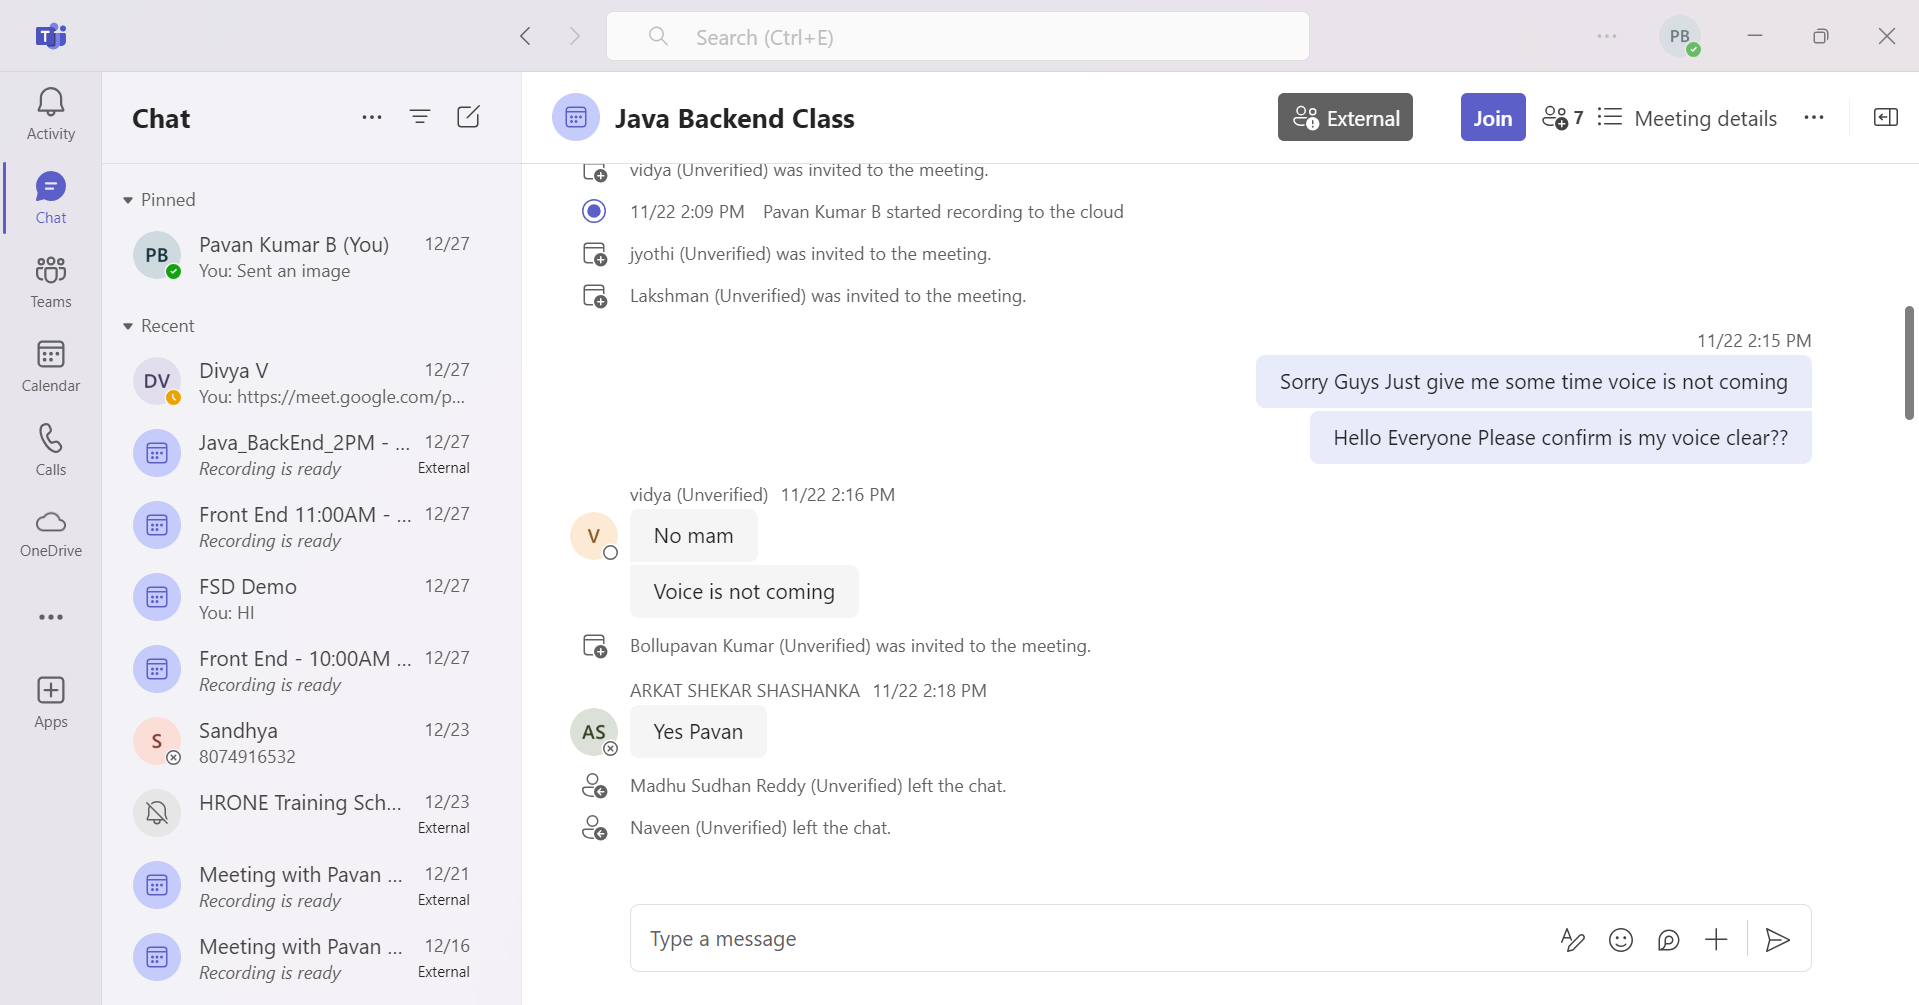 Search (Ctrl+E)
PB
Activity
Chat
Teams
Calendar
Calls
OneDrive
Apps
Chat
Pinned
PB
Pavan Kumar B (You) 12/27
You: Sent an image
Recent
DV
Divya V 12/27
You: https://meet.google.com/p...
Java_BackEnd_2PM - ... 12/27
Recording is ready External
Front End 11:00AM - ... 12/27
Recording is ready
FSD Demo 12/27
You: HI
Front End - 10:00AM ... 12/27
Recording is ready
S
Sandhya 12/23
8074916532
HRONE Training Sch... 12/23
External
Meeting with Pavan ... 12/21
Recording is ready External
Meeting with Pavan ... 12/16
Recording is ready External
Java Backend Class
External
Join
7
Meeting details
vidya (Unverified) was invited to the meeting.
11/22 2:09 PM Pavan Kumar B started recording to the cloud
jyothi (Unverified) was invited to the meeting.
Lakshman (Unverified) was invited to the meeting.
11/22 2:15 PM
Sorry Guys Just give me some time voice is not coming
Hello Everyone Please confirm is my voice clear??
vidya (Unverified) 11/22 2:16 PM
V
No mam
Voice is not coming
Bollupavan Kumar (Unverified) was invited to the meeting.
ARKAT SHEKAR SHASHANKA 11/22 2:18 PM
AS
Yes Pavan
Madhu Sudhan Reddy (Unverified) left the chat.
Naveen (Unverified) left the chat.
Type a message